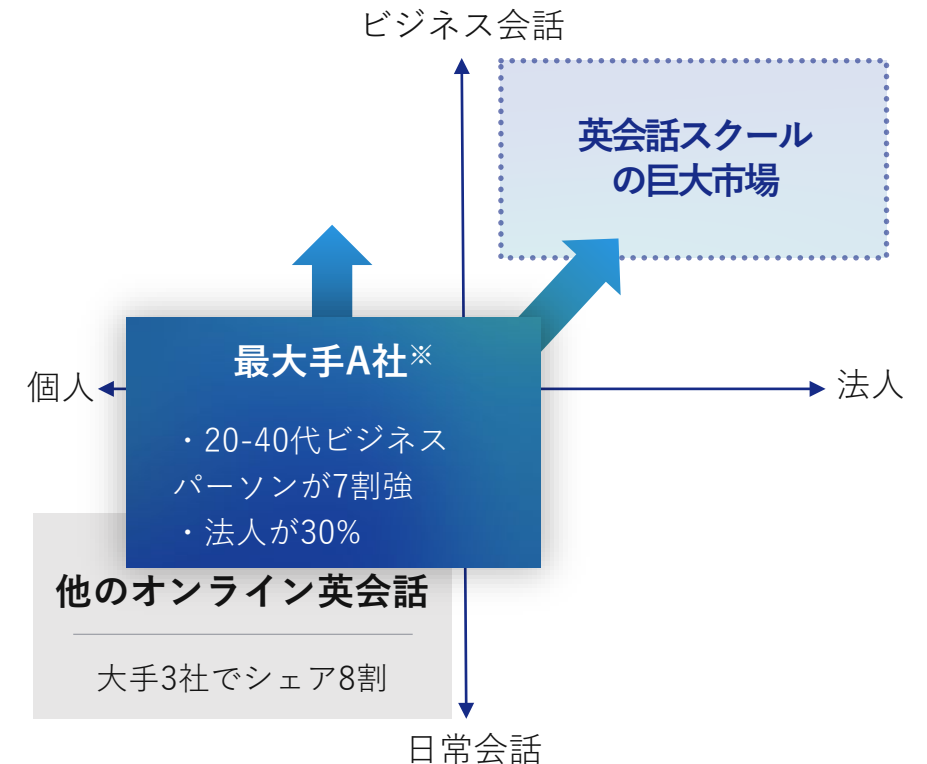 ビジネス会話
英会話スクール
の巨大市場
最大手A社※
個人
法人
・20-40代ビジネス
パーソンが7割強
・法人が30%
他のオンライン英会話
大手3社でシェア8割
日常会話